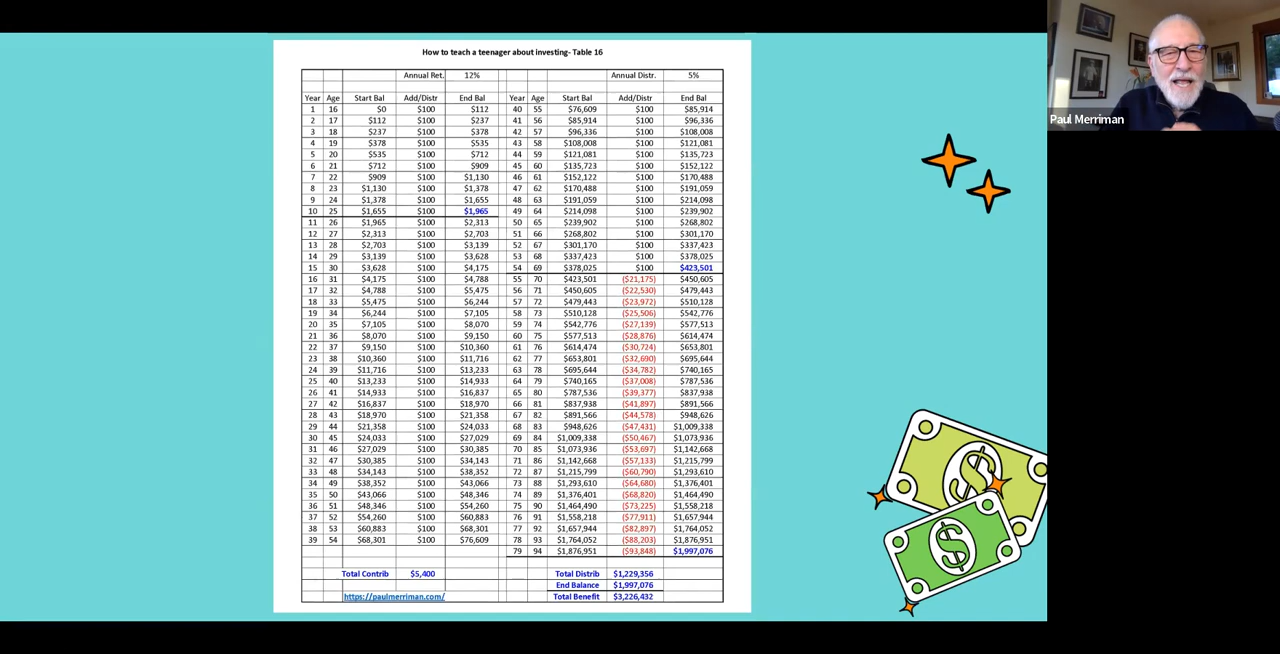 How to teach a teenager about investing- Table 16
Annual Ret. 12% Annual Distr. 5%
Year Age Start Bal Add/Distr End Bal Year Age Start Bal Add/Distr End Bal
1 16 $0 $100 $112 40 55 $76,609 $100 $85,914
2 17 $112 $100 $237 41 56 $85,914 $100 $96,336
3 18 $237 $100 $378 42 57 $96,336 $100 $108,008
4 19 $378 $100 $535 43 58 $108,008 $100 $121,081
5 20 $535 $100 $712 44 59 $121,081 $100 $135,723
6 21 $712 $100 $909 45 60 $135,723 $100 $152,122
7 22 $909 $100 $1,130 46 61 $152,122 $100 $170,488
8 23 $1,130 $100 $1,378 47 62 $170,488 $100 $191,059
9 24 $1,378 $100 $1,655 48 63 $191,059 $100 $214,098
10 25 $1,655 $100 $1,965 49 64 $214,098 $100 $239,902
11 26 $1,965 $100 $2,313 50 65 $239,902 $100 $268,802
12 27 $2,313 $100 $2,703 51 66 $268,802 $100 $301,170
13 28 $2,703 $100 $3,139 52 67 $301,170 $100 $337,423
14 29 $3,139 $100 $3,628 53 68 $337,423 $100 $378,025
15 30 $3,628 $100 $4,175 54 69 $378,025 $100 $423,501
16 31 $4,175 $100 $4,788 55 70 $423,501 ($21,175) $450,605
17 32 $4,788 $100 $5,475 56 71 $450,605 ($22,530) $479,443
18 33 $5,475 $100 $6,244 57 72 $479,443 ($23,972) $510,128
19 34 $6,244 $100 $7,105 58 73 $510,128 ($25,506) $542,776
20 35 $7,105 $100 $8,070 59 74 $542,776 ($27,139) $577,513
21 36 $8,070 $100 $9,150 60 75 $577,513 ($28,876) $614,474
22 37 $9,150 $100 $10,360 61 76 $614,474 ($30,724) $653,801
23 38 $10,360 $100 $11,716 62 77 $653,801 ($32,690) $695,644
24 39 $11,716 $100 $13,233 63 78 $695,644 ($34,782) $740,165
25 40 $13,233 $100 $14,933 64 79 $740,165 ($37,008) $787,536
26 41 $14,933 $100 $16,837 65 80 $787,536 ($39,377) $837,938
27 42 $16,837 $100 $18,970 66 81 $837,938 ($41,897) $891,566
28 43 $18,970 $100 $21,358 67 82 $891,566 ($44,578) $948,626
29 44 $21,358 $100 $24,033 68 83 $948,626 ($47,431) $1,009,338
30 45 $24,033 $100 $27,029 69 84 $1,009,338 ($50,467) $1,073,936
31 46 $27,029 $100 $30,385 70 85 $1,073,936 ($53,697) $1,142,668
32 47 $30,385 $100 $34,143 71 86 $1,142,668 ($57,133) $1,215,799
33 48 $34,143 $100 $38,352 72 87 $1,215,799 ($60,790) $1,293,610
34 49 $38,352 $100 $43,066 73 88 $1,293,610 ($64,680) $1,376,401
35 50 $43,066 $100 $48,346 74 89 $1,376,401 ($68,820) $1,464,490
36 51 $48,346 $100 $54,260 75 90 $1,464,490 ($73,225) $1,558,218
37 52 $54,260 $100 $60,883 76 91 $1,558,218 ($77,911) $1,657,944
38 53 $60,883 $100 $68,301 77 92 $1,657,944 ($82,897) $1,764,052
39 54 $68,301 $100 $76,609 78 93 $1,764,052 ($88,203) $1,876,951
79 94 $1,876,951 ($93,848) $1,997,076
Total Contrib $5,400 Total Distrib $1,229,356
End Balance $1,997,076
https://paulmerriman.com/ Total Benefit $3,226,432
Paul Merriman
$
$